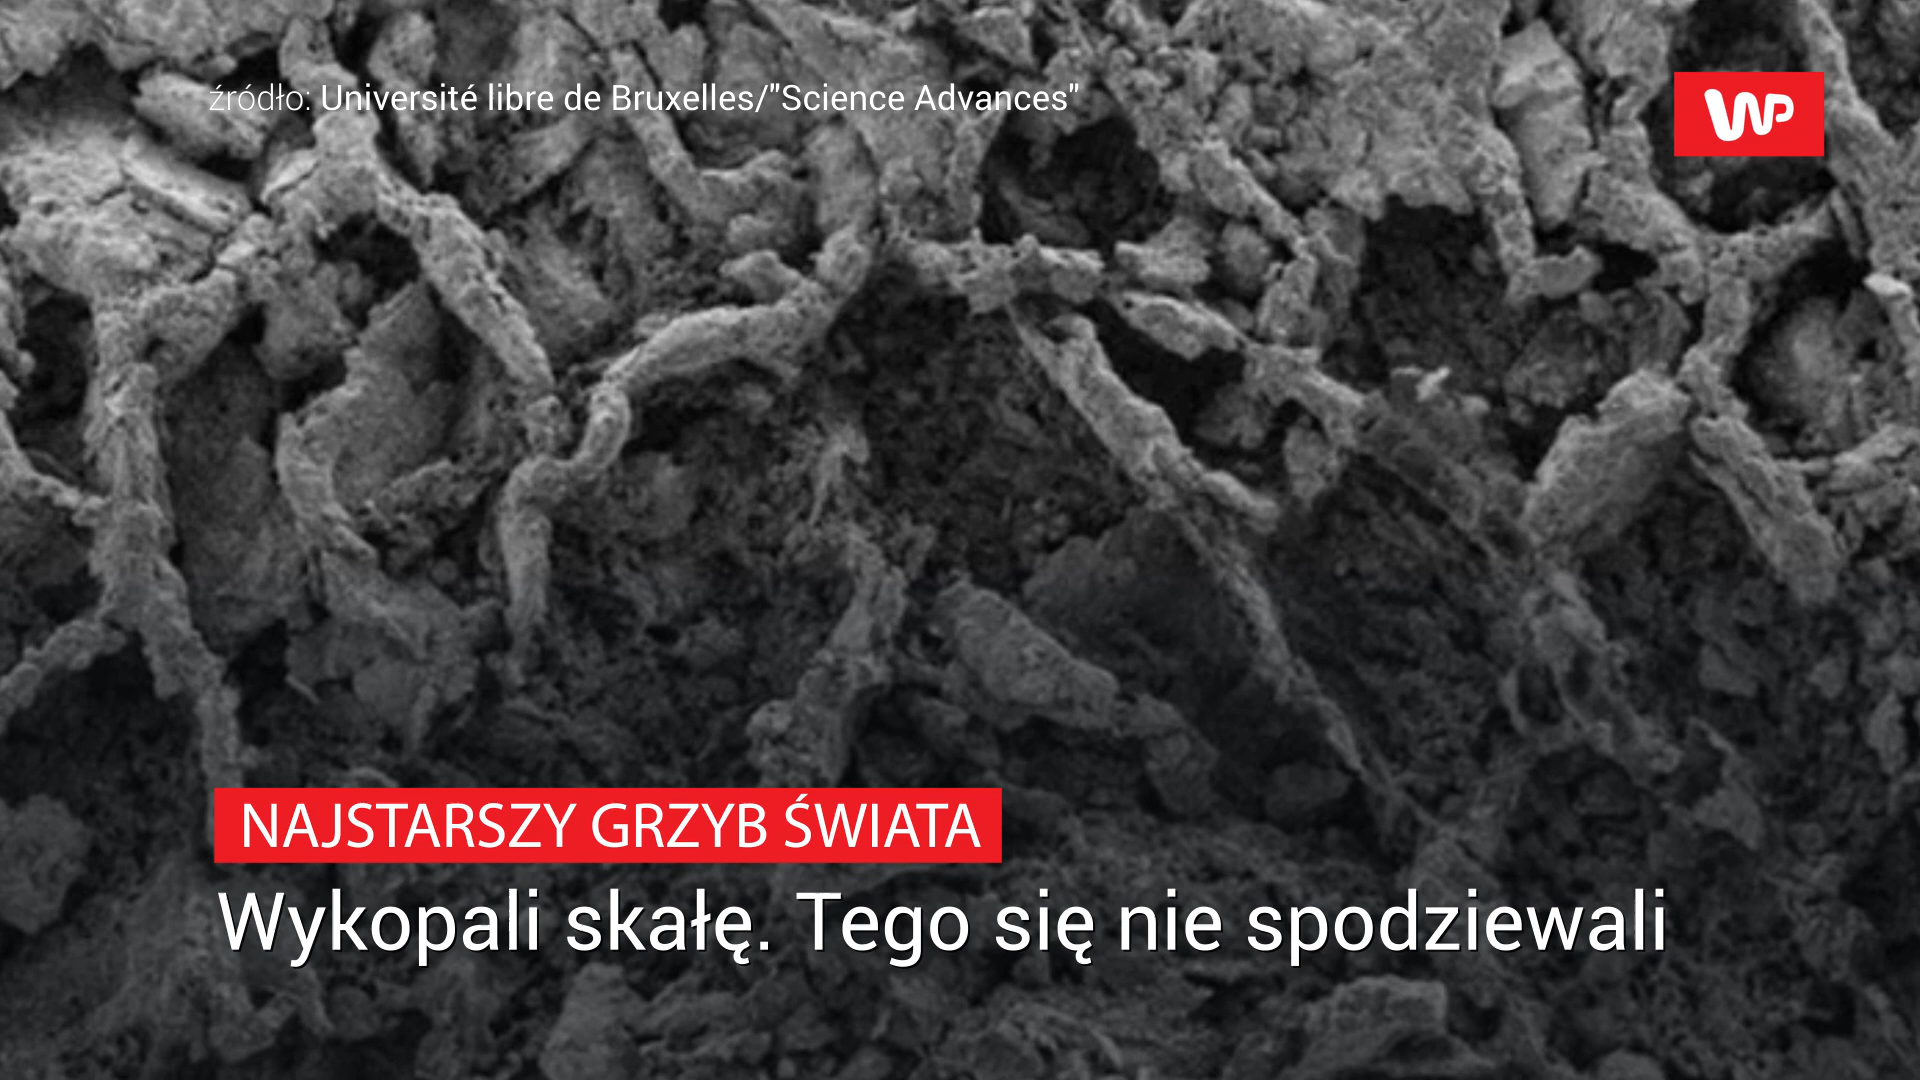 źródło: Université libre de Bruxelles/"Science Advances"
WP
NAJSTARSZY GRZYB ŚWIATA
Wykopali skałę. Tego się nie spodziewali